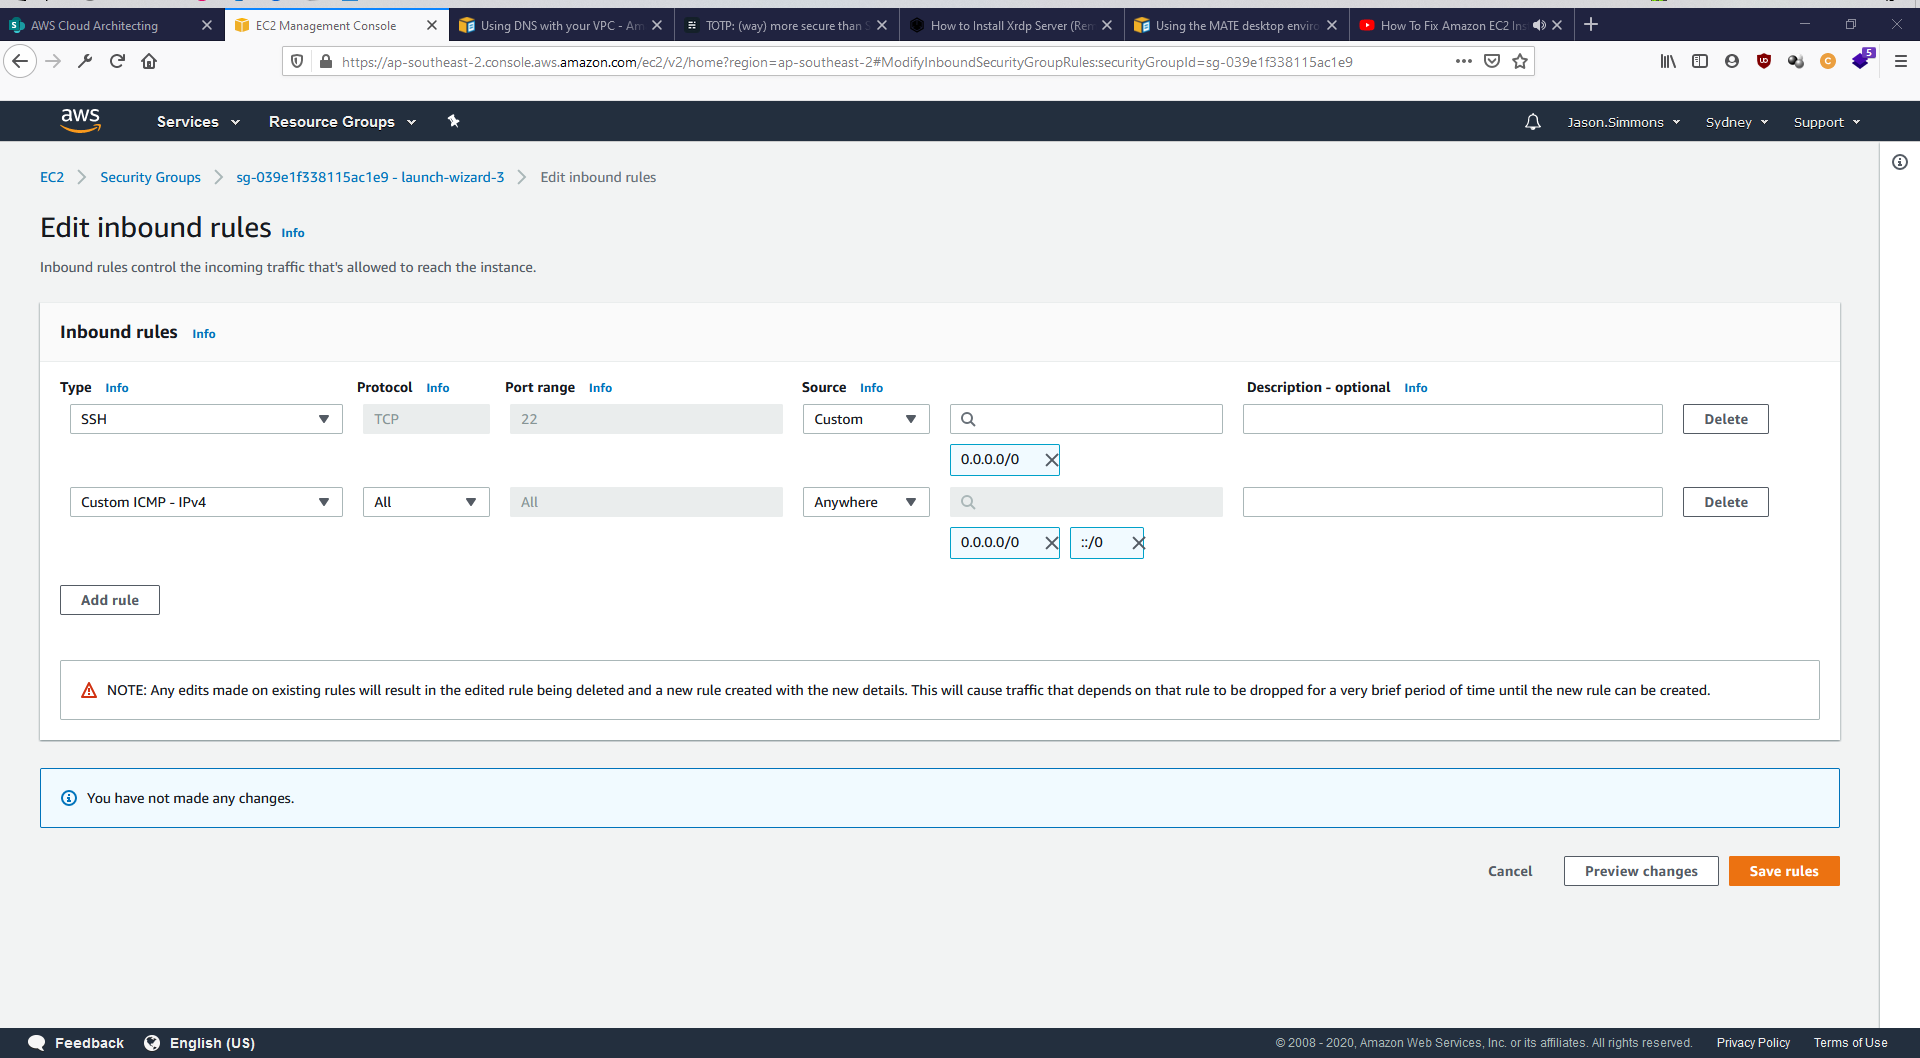 AWS Cloud Architecting
EC2 Management Console
Using DNS with your VPC - Am
TOTP: (way) more secure than S
How to Install Xrdp Server (Rem
Using the MATE desktop enviro
How To Fix Amazon EC2 Ins
https://ap-southeast-2.console.aws.amazon.com/ec2/v2/home?region=ap-southeast-2#ModifyInboundSecurityGroupRules:securityGroupId=sg-039e1f338115ac1e9
5
aws
Services
Resource Groups
Jason.Simmons
Sydney
Support
EC2
Security Groups
sg-039e1f338115ac1e9 - launch-wizard-3
Edit inbound rules
Edit inbound rules Info
Inbound rules control the incoming traffic that's allowed to reach the instance.
Inbound rules Info
Type Info Protocol Info Port range Info Source Info Description - optional Info
SSH TCP 22 Custom Delete
0.0.0.0/0
Custom ICMP - IPv4 All All Anywhere Delete
0.0.0.0/0 ::/0
Add rule
NOTE: Any edits made on existing rules will result in the edited rule being deleted and a new rule created with the new details. This will cause traffic that depends on that rule to be dropped for a very brief period of time until the new rule can be created.
You have not made any changes.
Cancel Preview changes Save rules
Feedback English (US) © 2008 - 2020, Amazon Web Services, Inc. or its affiliates. All rights reserved. Privacy Policy Terms of Use